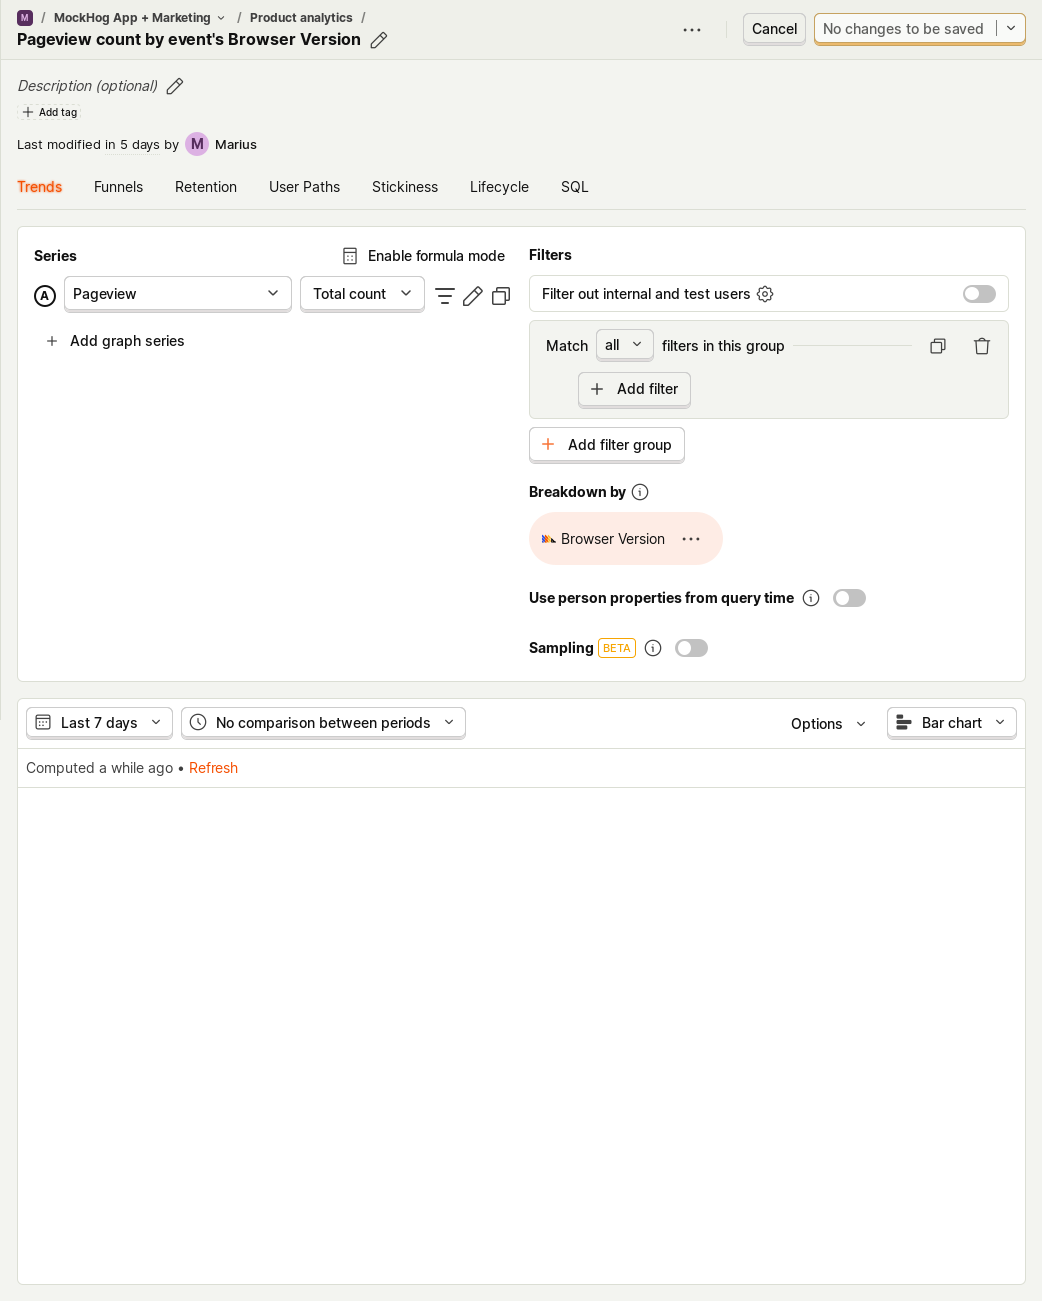 M / MockHog App + Marketing / Product analytics /
Pageview count by event's Browser Version
Cancel
No changes to be saved
Description (optional)
Add tag
Last modified in 5 days by M Marius
Trends Funnels Retention User Paths Stickiness Lifecycle SQL
Series
Enable formula mode
A Pageview Total count
Add graph series
Filters
Filter out internal and test users
Match all filters in this group
Add filter
Add filter group
Breakdown by
Browser Version
Use person properties from query time
Sampling BETA
Last 7 days No comparison between periods Options Bar chart
Computed a while ago • Refresh